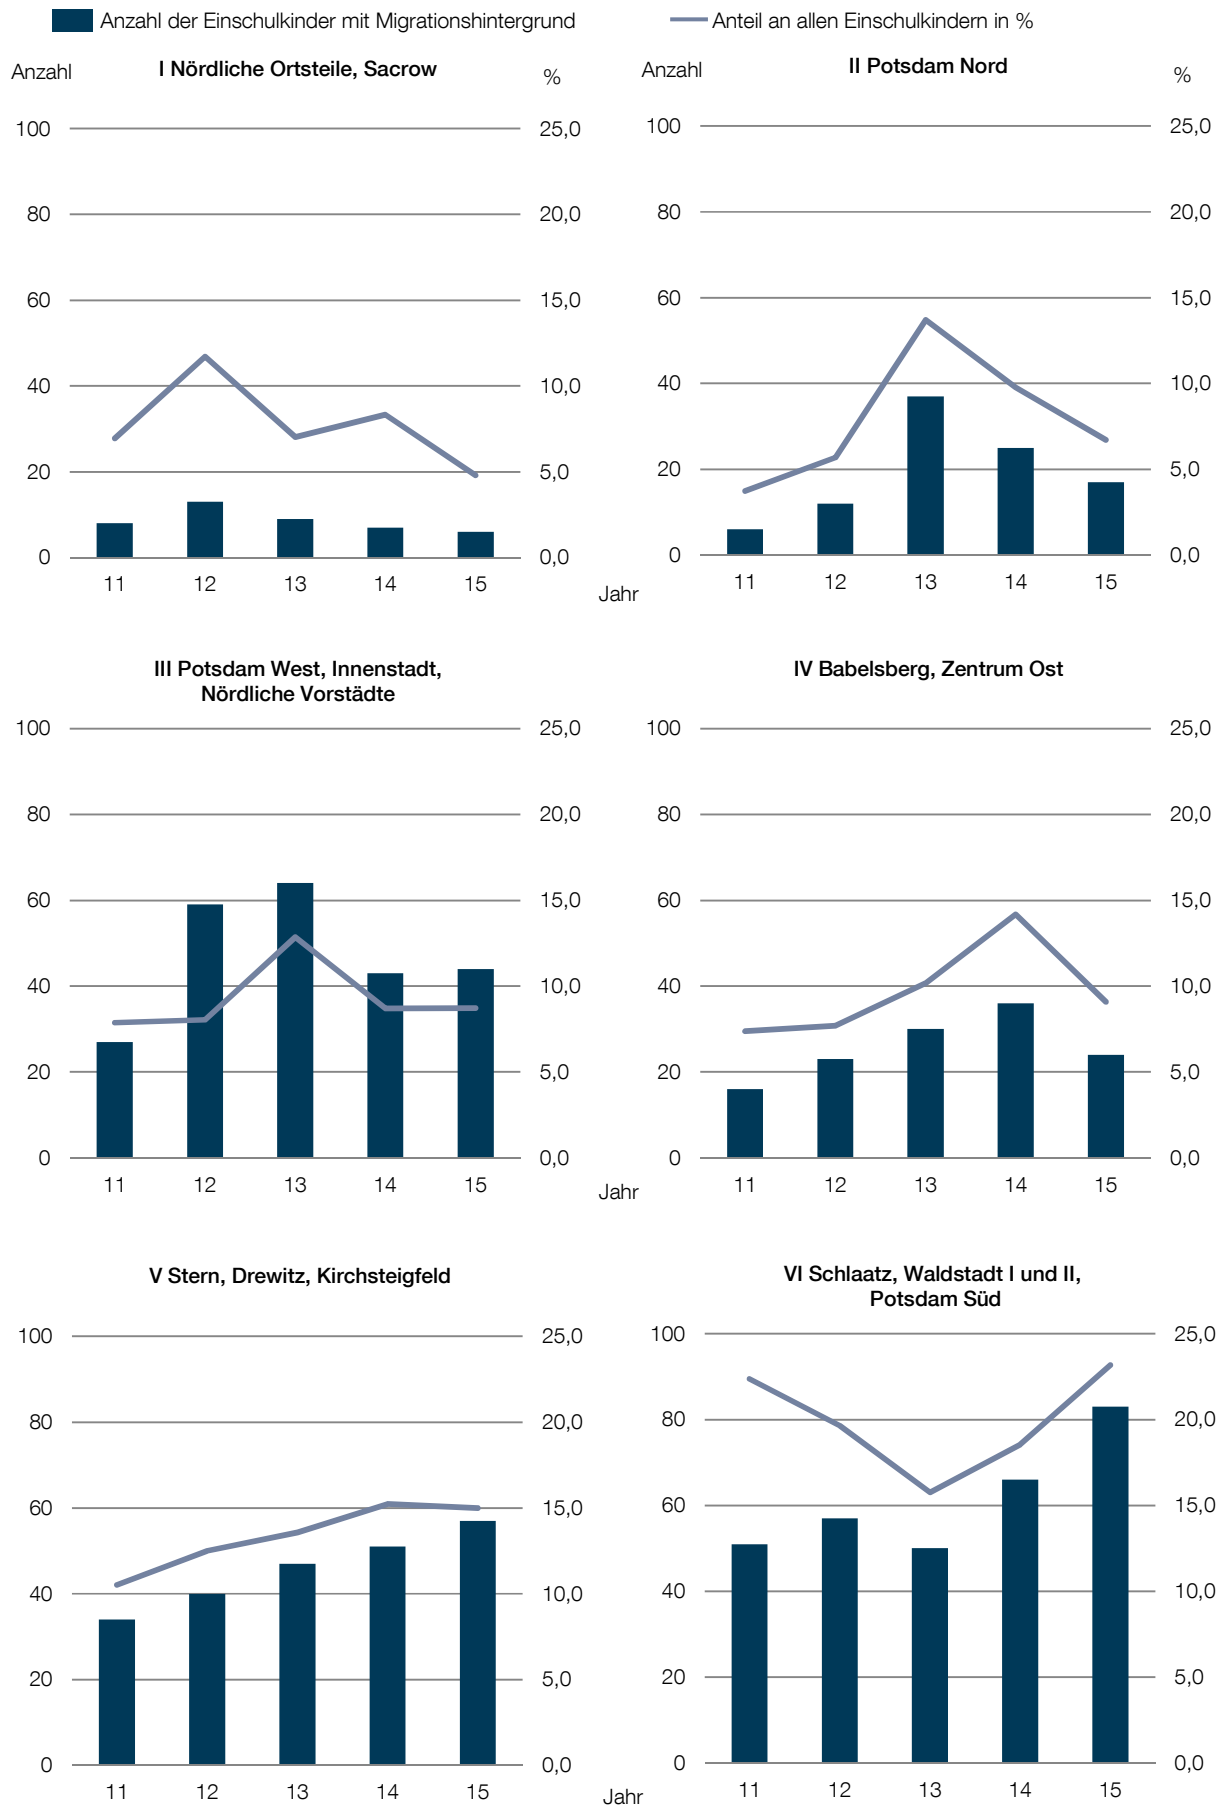 Anzahl der Einschulkinder mit Migrationshintergrund
Anteil an allen Einschulkindern in %
Anzahl I Nördliche Ortsteile, Sacrow %
100 25,0
80 20,0
60 15,0
40 10,0
20 5,0
0 0,0
11 12 13 14 15
Jahr
Anzahl II Potsdam Nord %
100 25,0
80 20,0
60 15,0
40 10,0
20 5,0
0 0,0
11 12 13 14 15
III Potsdam West, Innenstadt,
Nördliche Vorstädte
100 25,0
80 20,0
60 15,0
40 10,0
20 5,0
0 0,0
11 12 13 14 15
Jahr
IV Babelsberg, Zentrum Ost
100 25,0
80 20,0
60 15,0
40 10,0
20 5,0
0 0,0
11 12 13 14 15
V Stern, Drewitz, Kirchsteigfeld
100 25,0
80 20,0
60 15,0
40 10,0
20 5,0
0 0,0
11 12 13 14 15
Jahr
VI Schlaatz, Waldstadt I und II,
Potsdam Süd
100 25,0
80 20,0
60 15,0
40 10,0
20 5,0
0 0,0
11 12 13 14 15